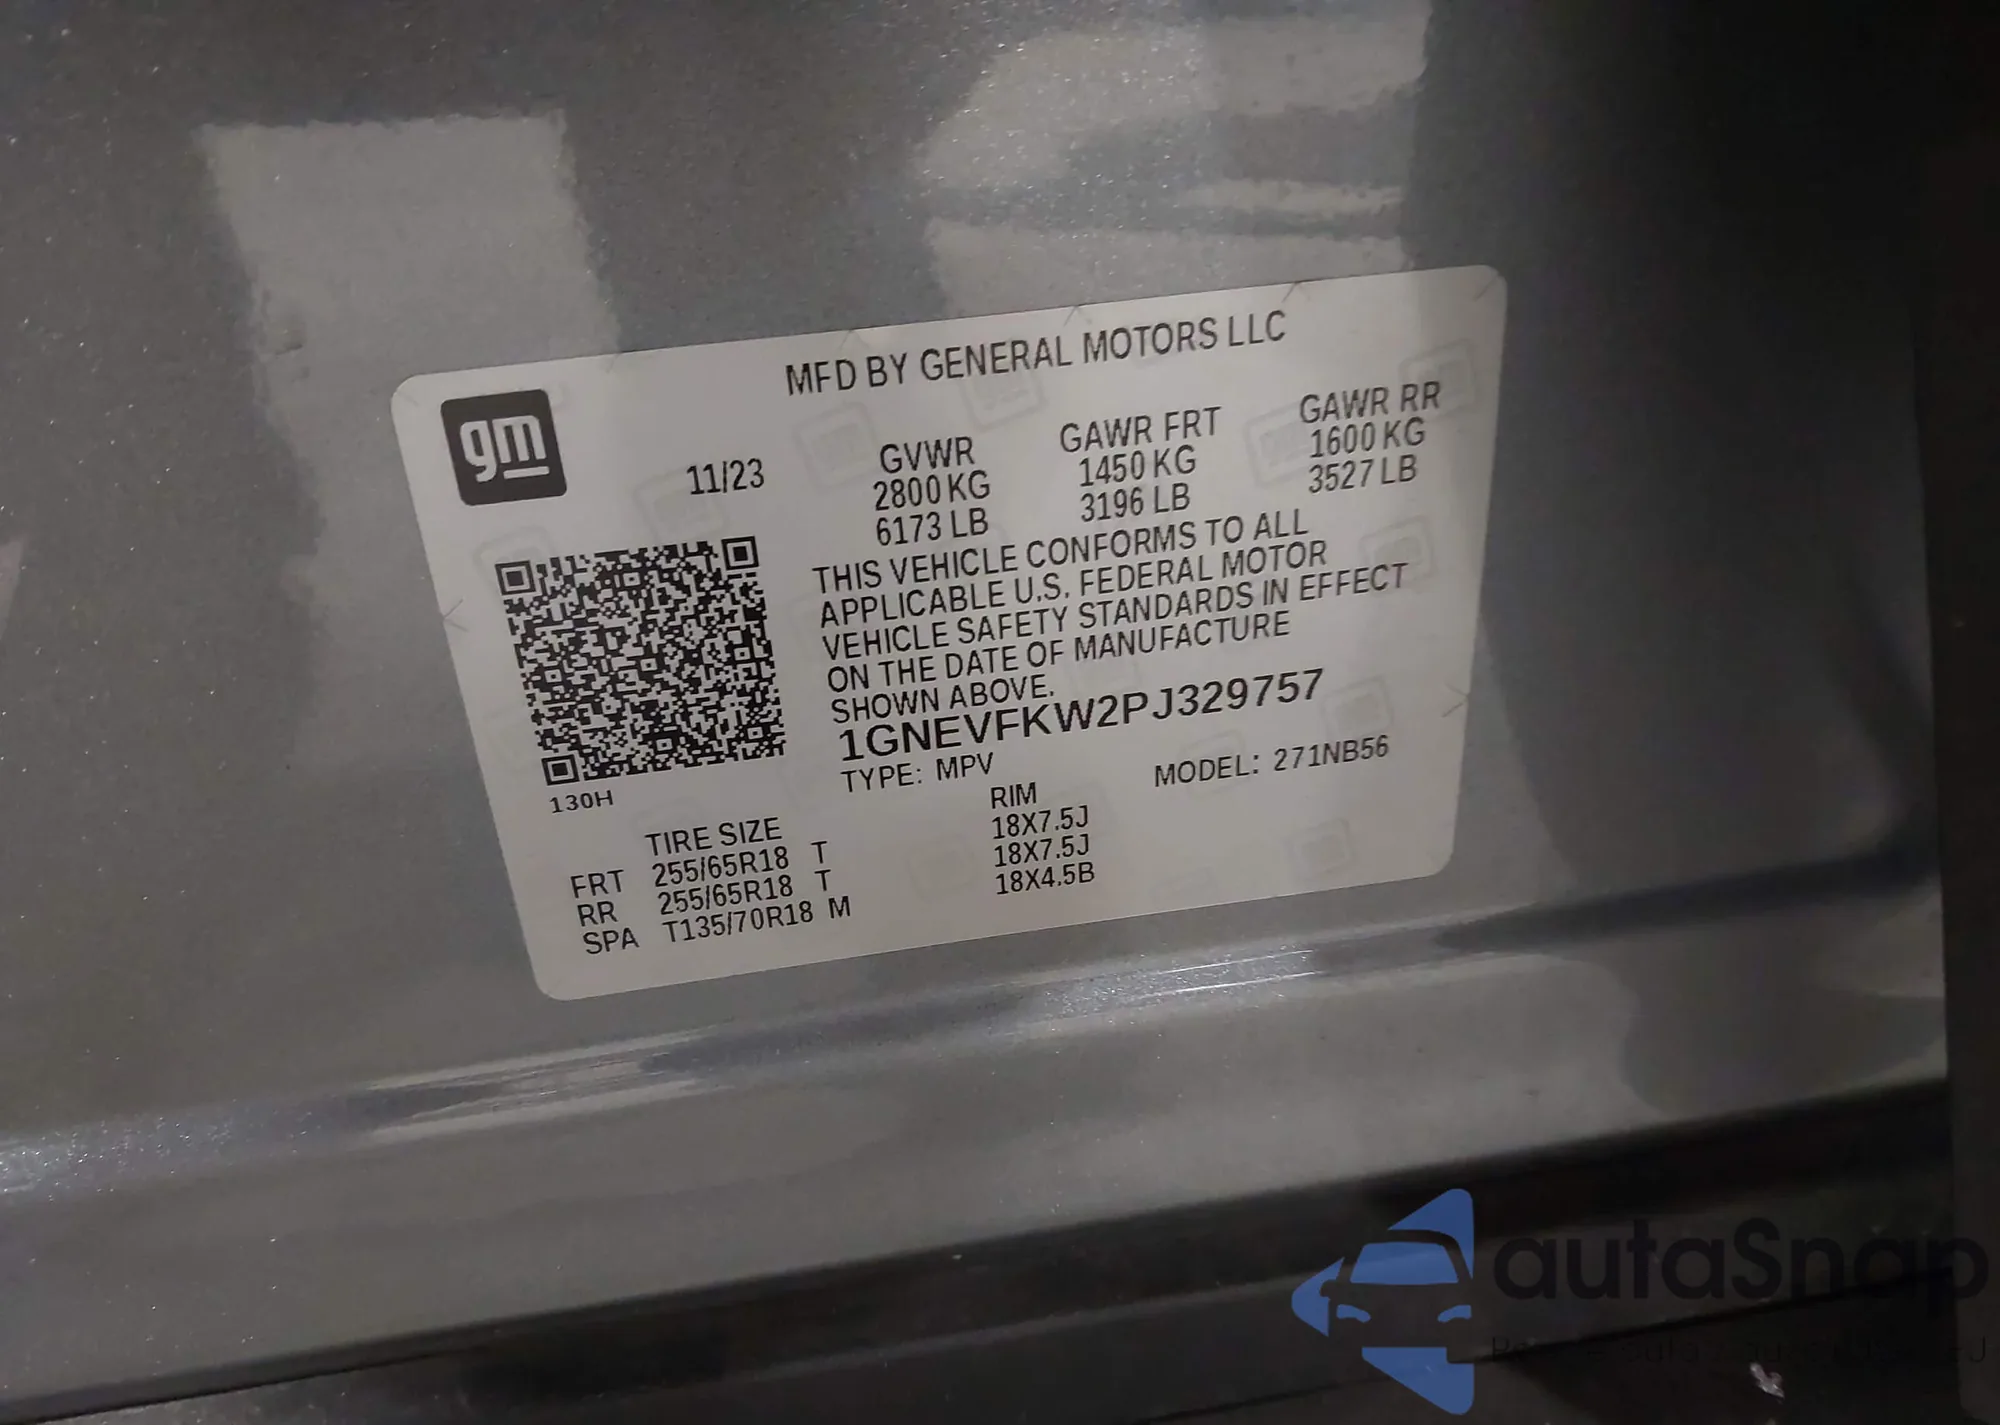 MFD BY GENERAL MOTORS LLC
gm
11/23
GVWR GAWR FRT GAWR RR
2800 KG 1450 KG 1600 KG
6173 LB 3196 LB 3527 LB
THIS VEHICLE CONFORMS TO ALL
APPLICABLE U.S. FEDERAL MOTOR
VEHICLE SAFETY STANDARDS IN EFFECT
ON THE DATE OF MANUFACTURE
SHOWN ABOVE.
1GNEVFKW2PJ329757
TYPE: MPV MODEL: 271NB56
130H
TIRE SIZE RIM
FRT 255/65R18 T 18X7.5J
RR 255/65R18 T 18X7.5J
SPA T135/70R18 M 18X4.5B
autaSnap